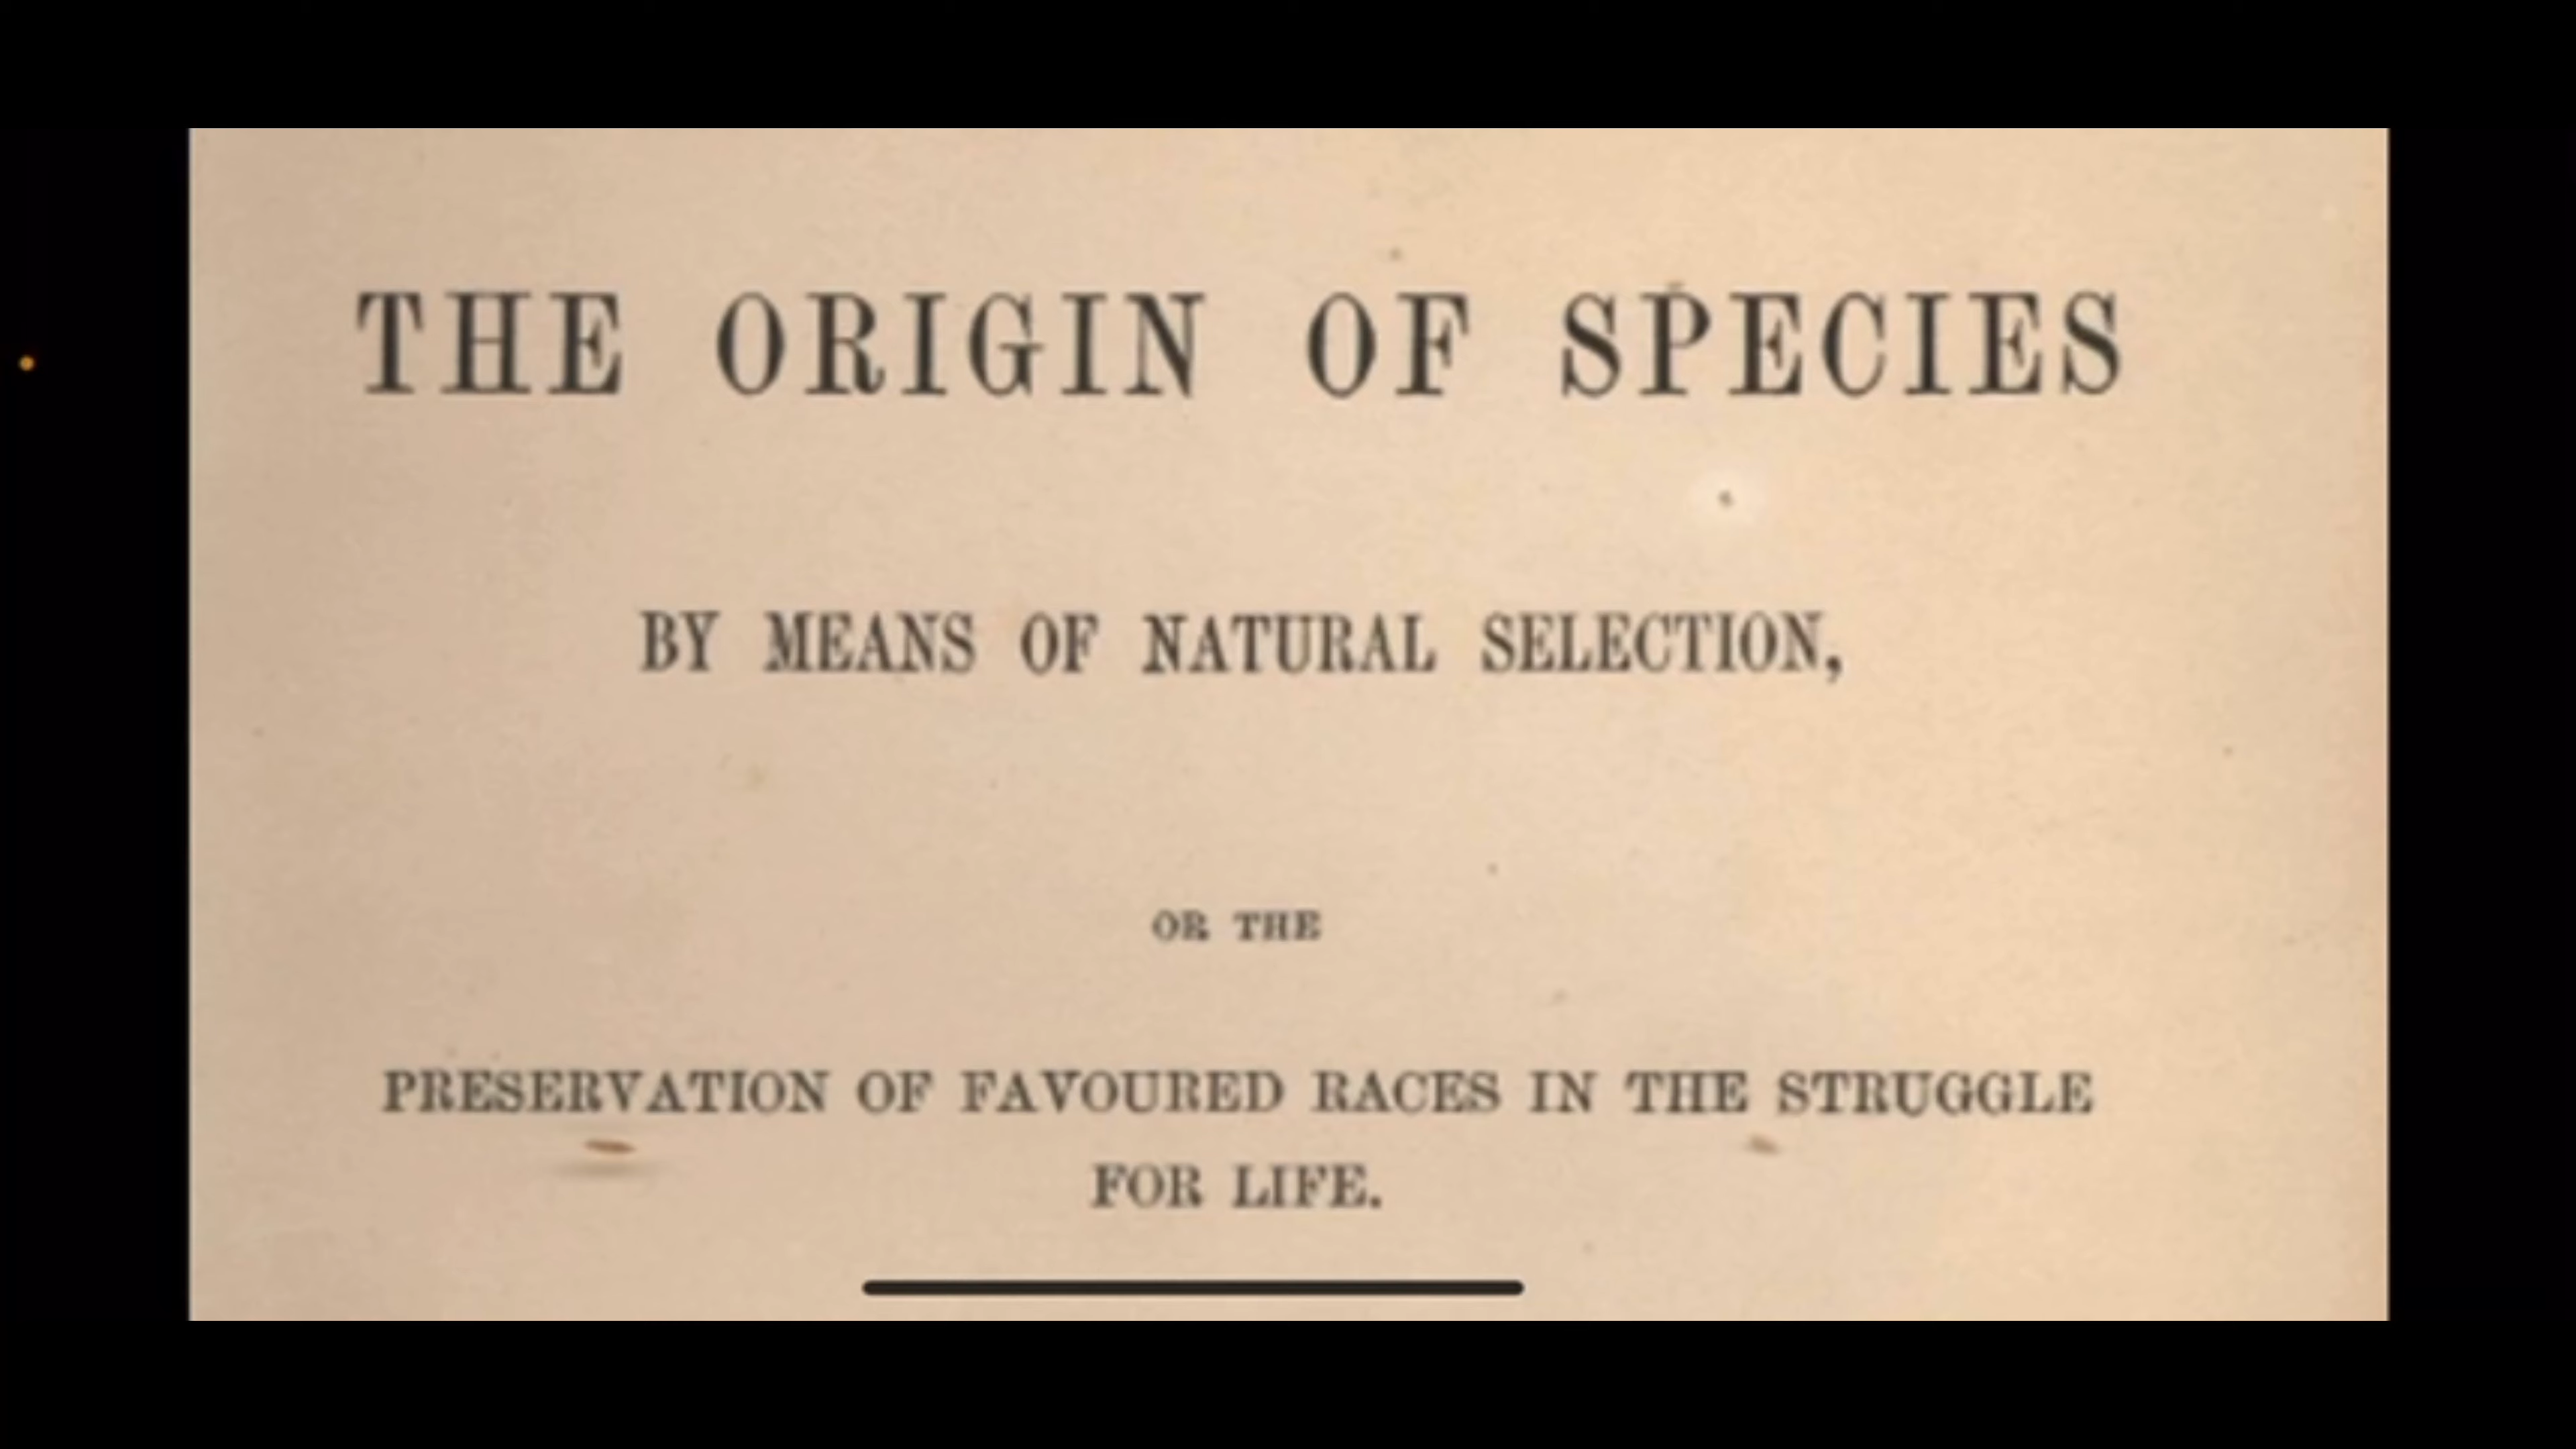 THE ORIGIN OF SPECIES
BY MEANS OF NATURAL SELECTION,
OR THE
PRESERVATION OF FAVOURED RACES IN THE STRUGGLE
FOR LIFE.